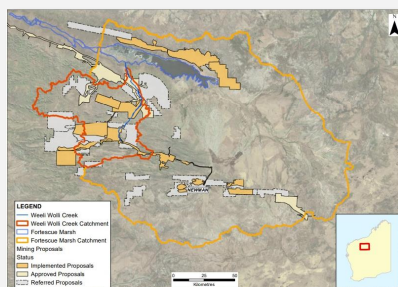 N
NEWMAN
LEGEND
Weeli Wolli Creek
Weeli Wolli Creek Catchment
Fortescue Marsh
Fortescue Marsh Catchment
Mining Proposals
Status
Implemented Proposals
Approved Proposals
Referred Proposals
0 25 50
Kilometres